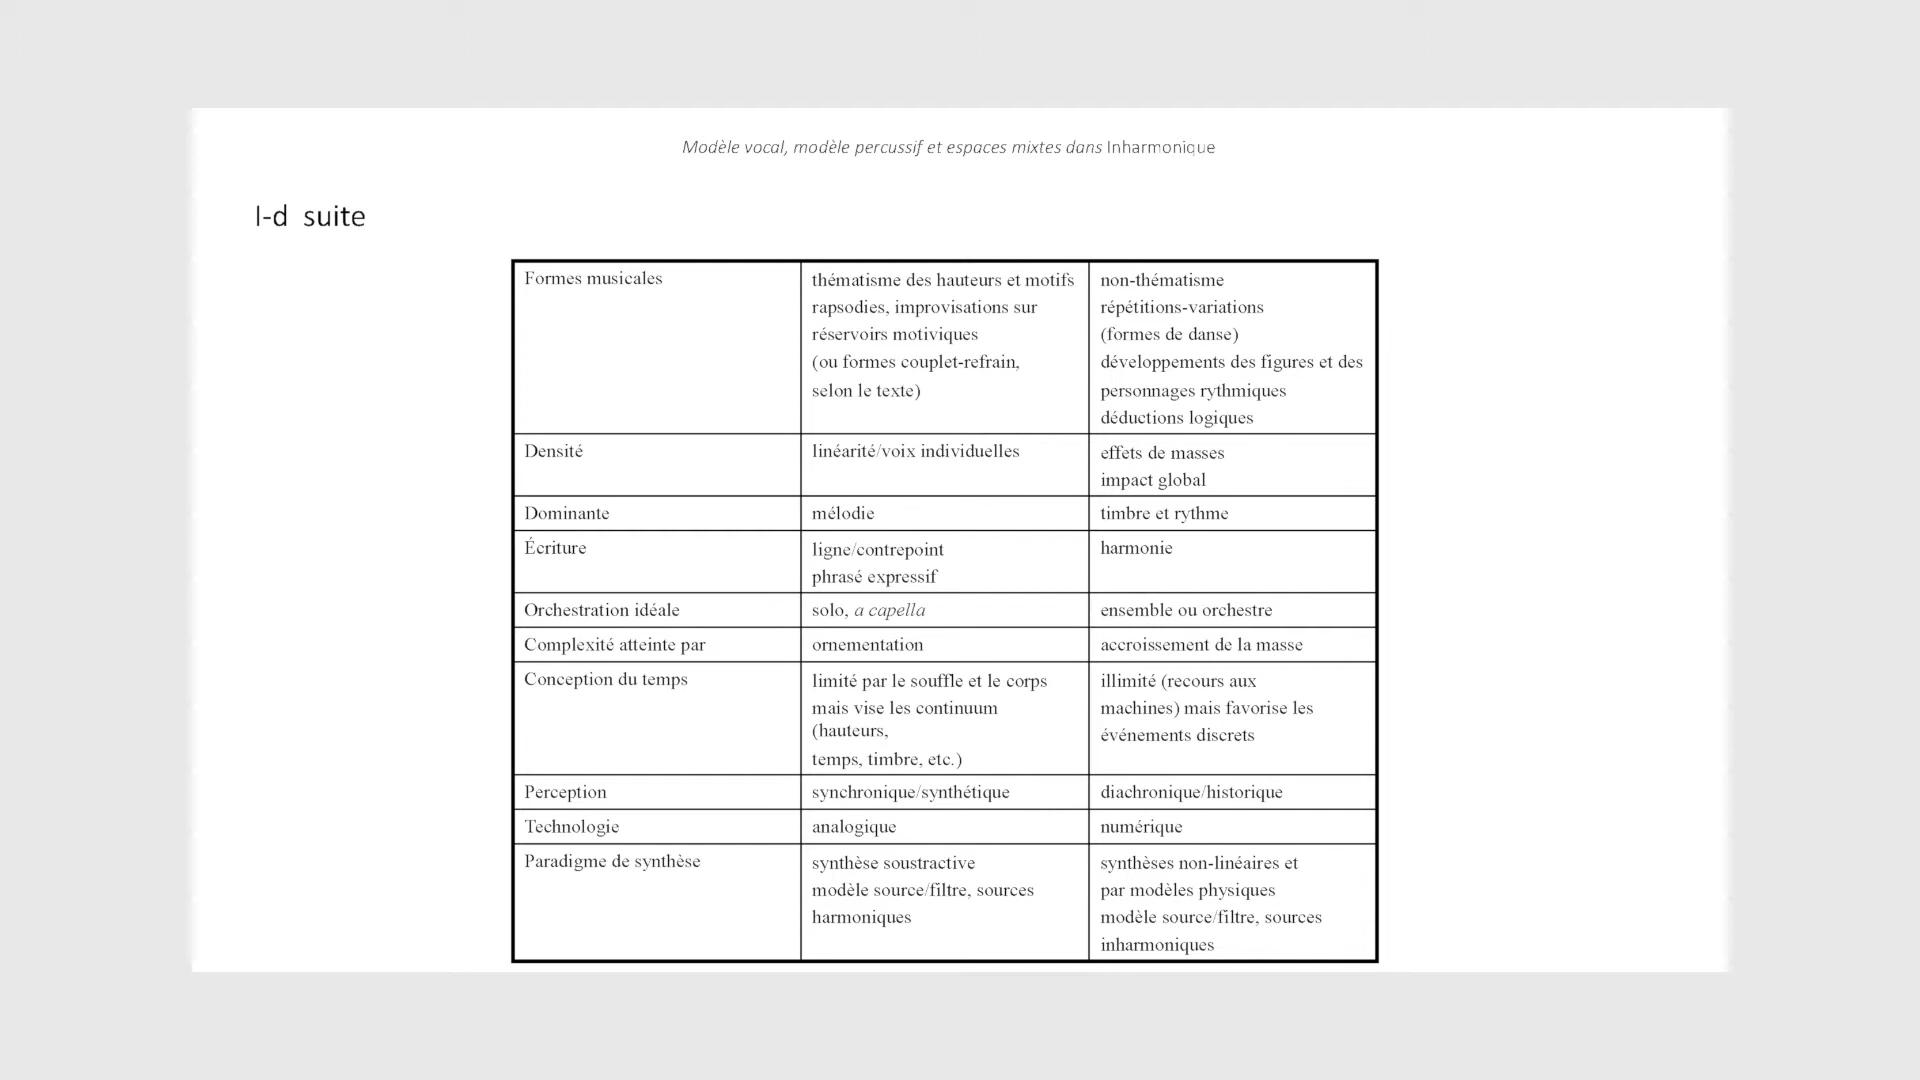 Modèle vocal, modèle percussif et espaces mixtes dans Inharmonique
I-d suite
Formes musicales
thématisme des hauteurs et motifs
rapsodies, improvisations sur
réservoirs motiviques
(ou formes couplet-refrain,
selon le texte)
non-thématisme
répétitions-variations
(formes de danse)
développements des figures et des
personnages rythmiques
déductions logiques
Densité
linéarité/voix individuelles
effets de masses
impact global
Dominante
mélodie
timbre et rythme
Écriture
ligne/contrepoint
phrasé expressif
harmonie
Orchestration idéale
solo, a capella
ensemble ou orchestre
Complexité atteinte par
ornementation
accroissement de la masse
Conception du temps
limité par le souffle et le corps
mais vise les continuum
(hauteurs,
temps, timbre, etc.)
illimité (recours aux
machines) mais favorise les
événements discrets
Perception
synchronique/synthétique
diachronique/historique
Technologie
analogique
numérique
Paradigme de synthèse
synthèse soustractive
modèle source/filtre, sources
harmoniques
synthèses non-linéaires et
par modèles physiques
modèle source/filtre, sources
inharmoniques